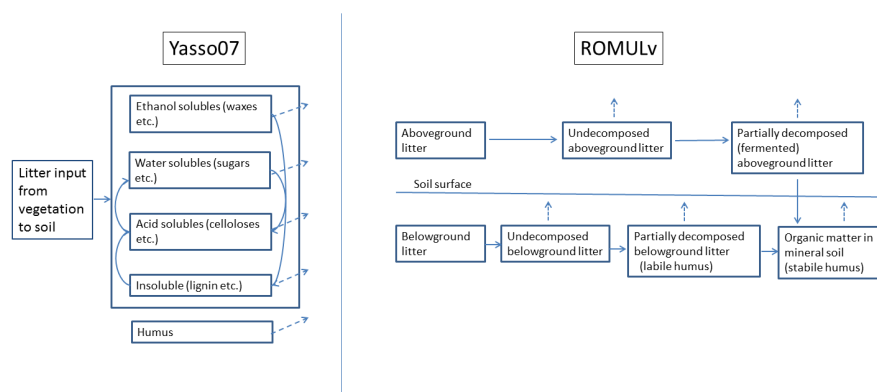 Yasso07
Ethanol solubles (waxes
etc.)
Water solubles (sugars
etc.)
Litter input
from
vegetation
to soil
Acid solubles (celloloses
etc.)
Insoluble (lignin etc.)
Humus
ROMULv
Aboveground
litter
Undecomposed
aboveground litter
Partially decomposed
(fermented)
aboveground litter
Soil surface
Belowground
litter
Undecomposed
belowground litter
Partially decomposed
belowground litter
(labile humus)
Organic matter in
mineral soil
(stabile humus)